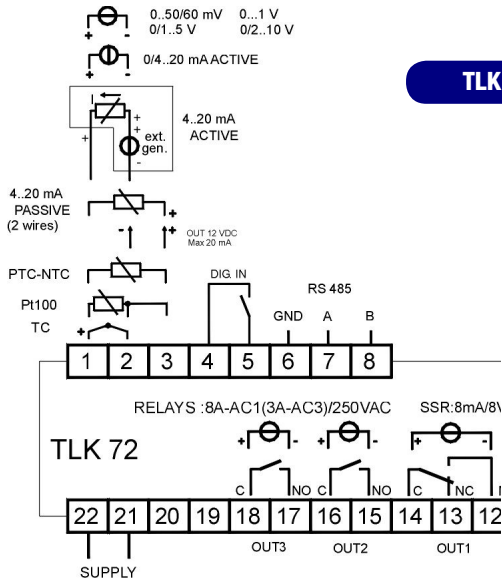 0..50/60 mV 0...1 V
0/1..5 V 0/2..10 V
+ -
0/4..20 mA ACTIVE
+ -
TLK
I
+
+
+
ext.
gen.
-
4..20 mA
ACTIVE
4..20 mA
PASSIVE
(2 wires)
+
- +
OUT 12 VDC
Max 20 mA
PTC-NTC
Pt100
TC
+
DIG. IN
RS 485
GND A B
1 2 3 4 5 6 7 8
RELAYS :8A-AC1(3A-AC3)/250VAC SSR:8mA/8V
+ - + - + -
TLK 72
C NO C NO C NC N
22 21 20 19 18 17 16 15 14 13 12
OUT3 OUT2 OUT1
SUPPLY